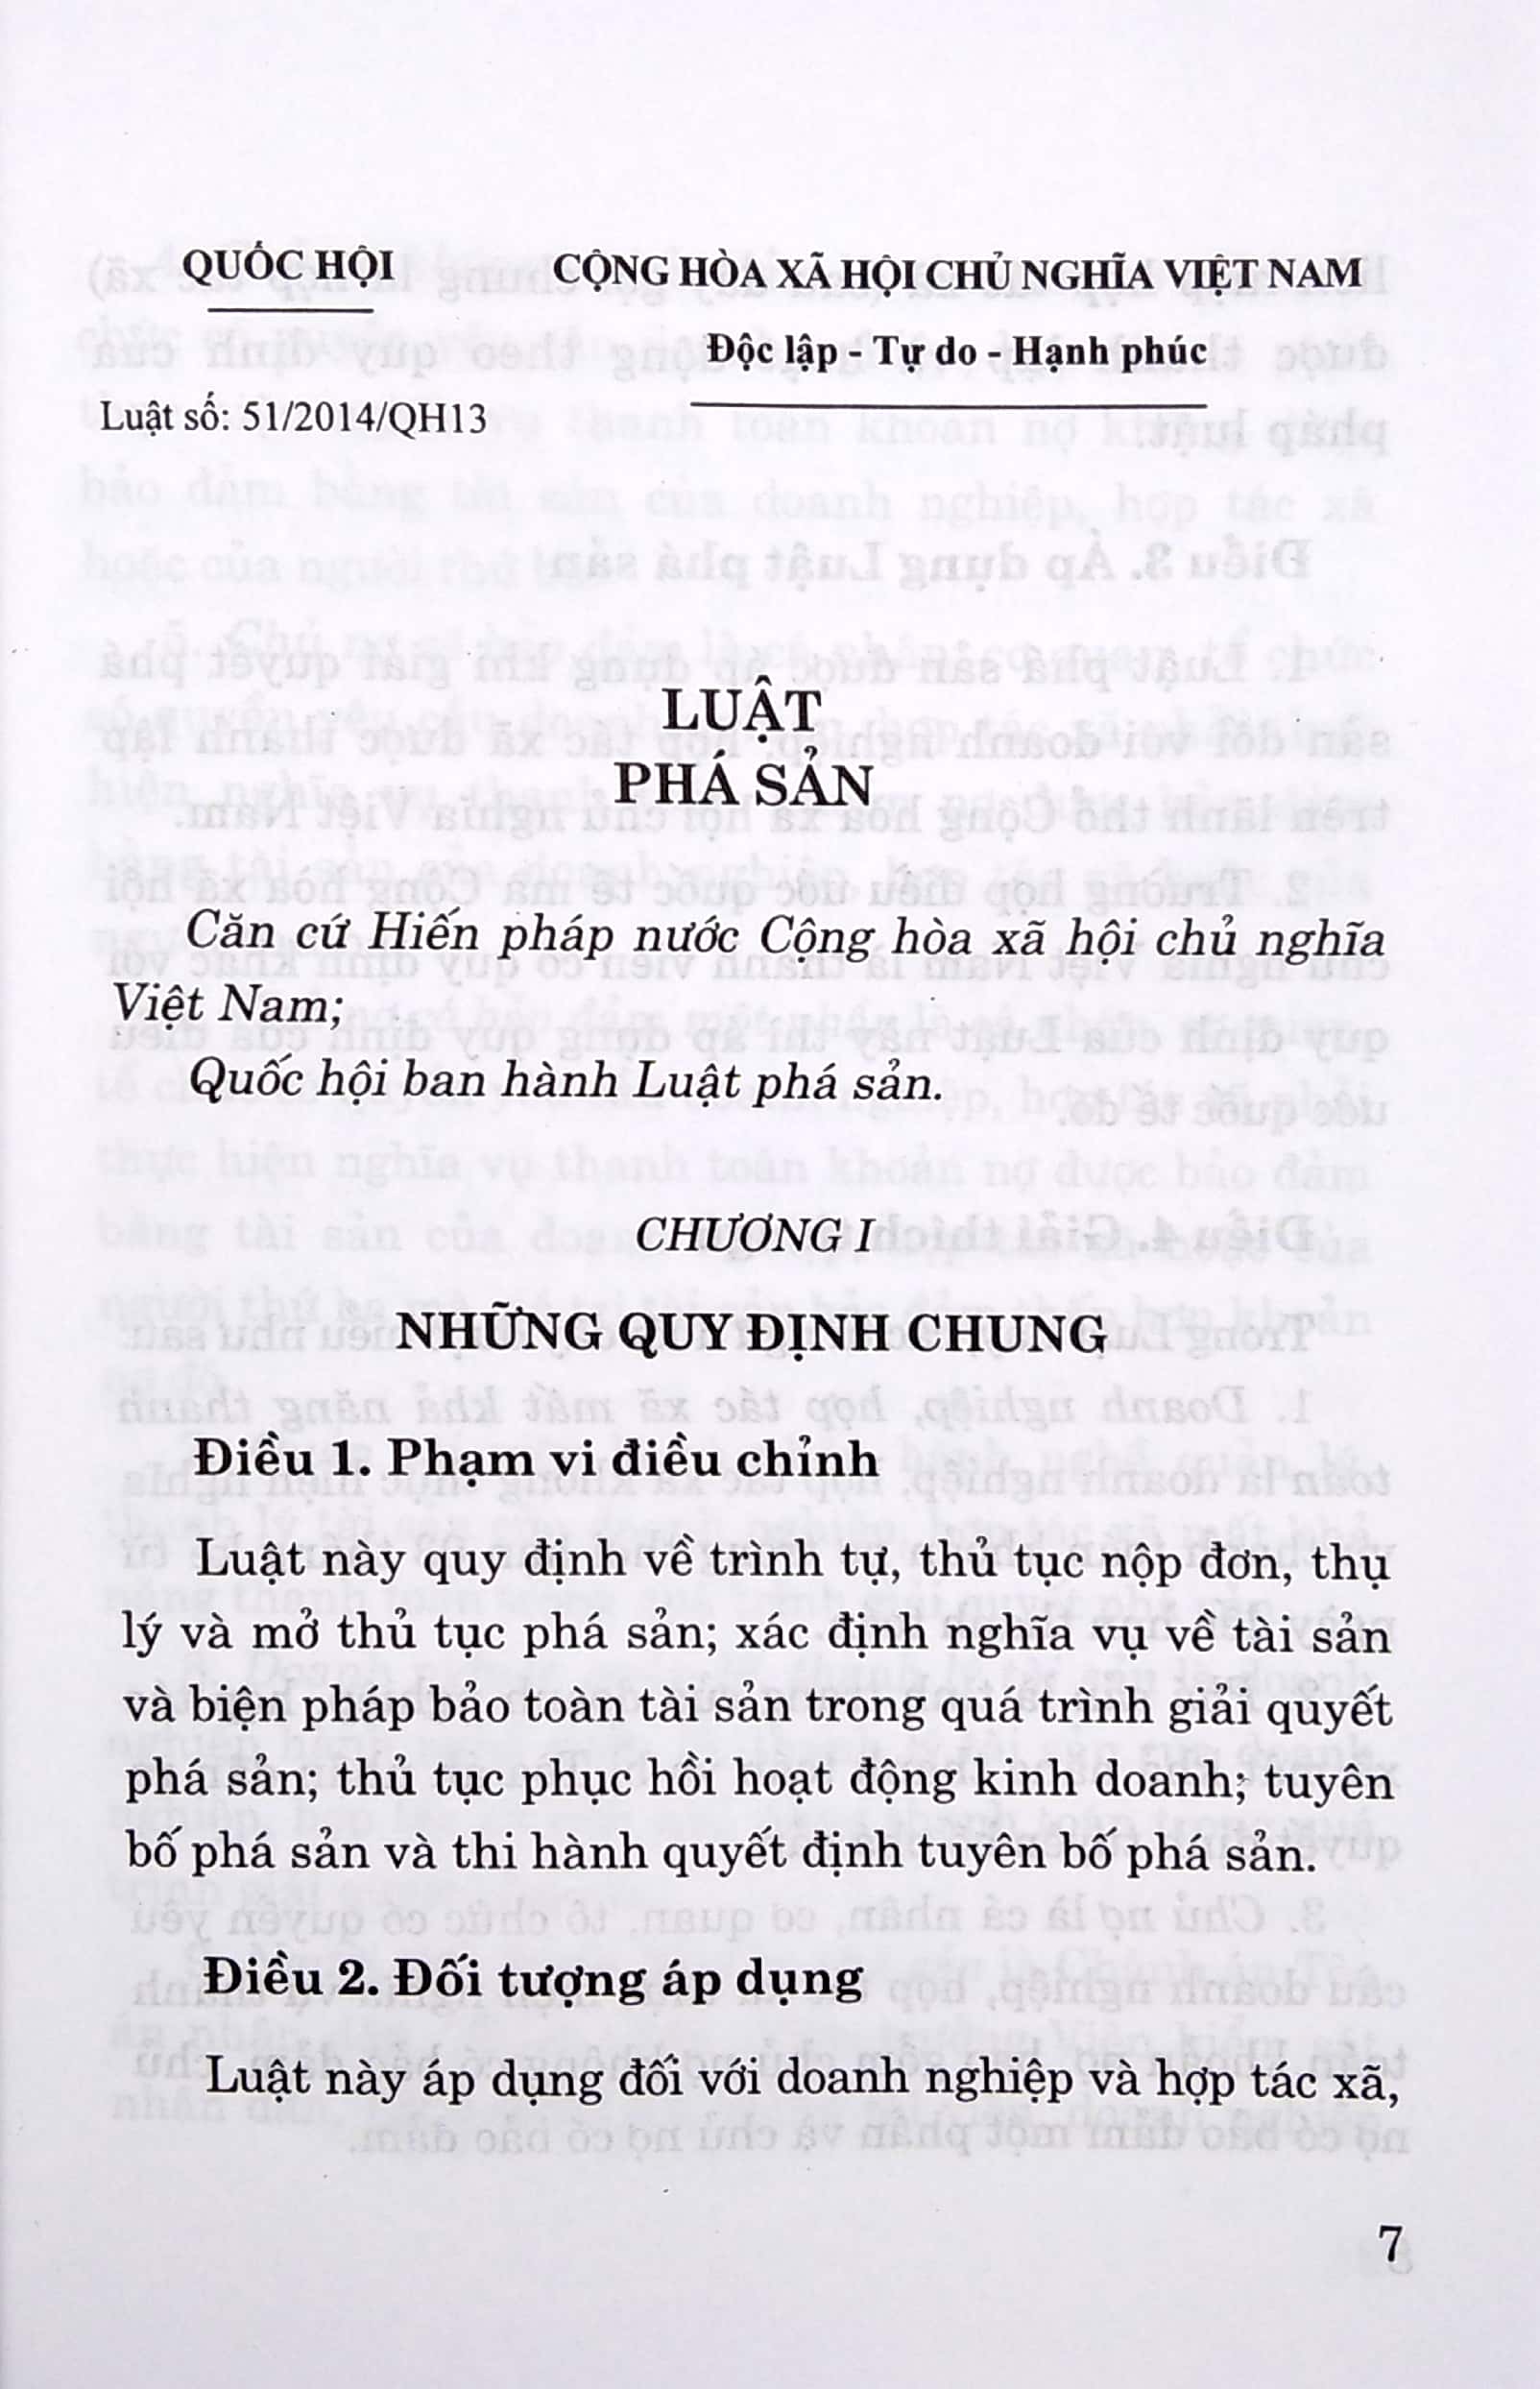 QUỐC HỘI
CỘNG HÒA XÃ HỘI CHỦ NGHĨA VIỆT NAM
Độc lập - Tự do - Hạnh phúc
Luật số: 51/2014/QH13
LUẬT
PHÁ SẢN
Căn cứ Hiến pháp nước Cộng hòa xã hội chủ nghĩa
Việt Nam;
Quốc hội ban hành Luật phá sản.
CHƯƠNG I
NHỮNG QUY ĐỊNH CHUNG
Điều 1. Phạm vi điều chỉnh
Luật này quy định về trình tự, thủ tục nộp đơn, thụ
lý và mở thủ tục phá sản; xác định nghĩa vụ về tài sản
và biện pháp bảo toàn tài sản trong quá trình giải quyết
phá sản; thủ tục phục hồi hoạt động kinh doanh; tuyên
bố phá sản và thi hành quyết định tuyên bố phá sản.
Điều 2. Đối tượng áp dụng
Luật này áp dụng đối với doanh nghiệp và hợp tác xã,
7